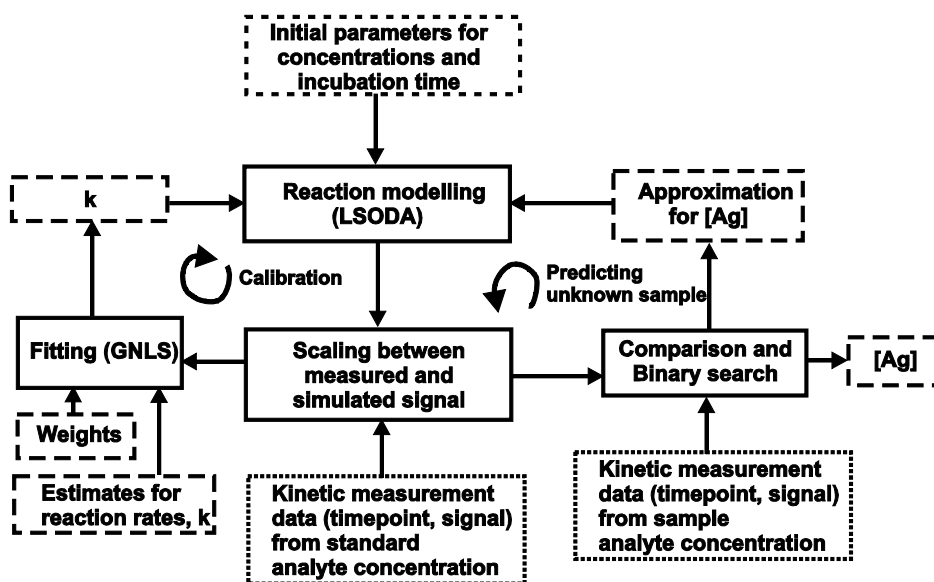 Initial parameters for
concentrations and
incubation time
k
Reaction modelling
(LSODA)
Approximation
for [Ag]
Calibration
Predicting
unknown sample
Fitting (GNLS)
Scaling between
measured and
simulated signal
Comparison and
Binary search
[Ag]
Weights
Estimates for
reaction rates, k
Kinetic measurement
data (timepoint, signal)
from standard
analyte concentration
Kinetic measurement
data (timepoint, signal)
from sample
analyte concentration